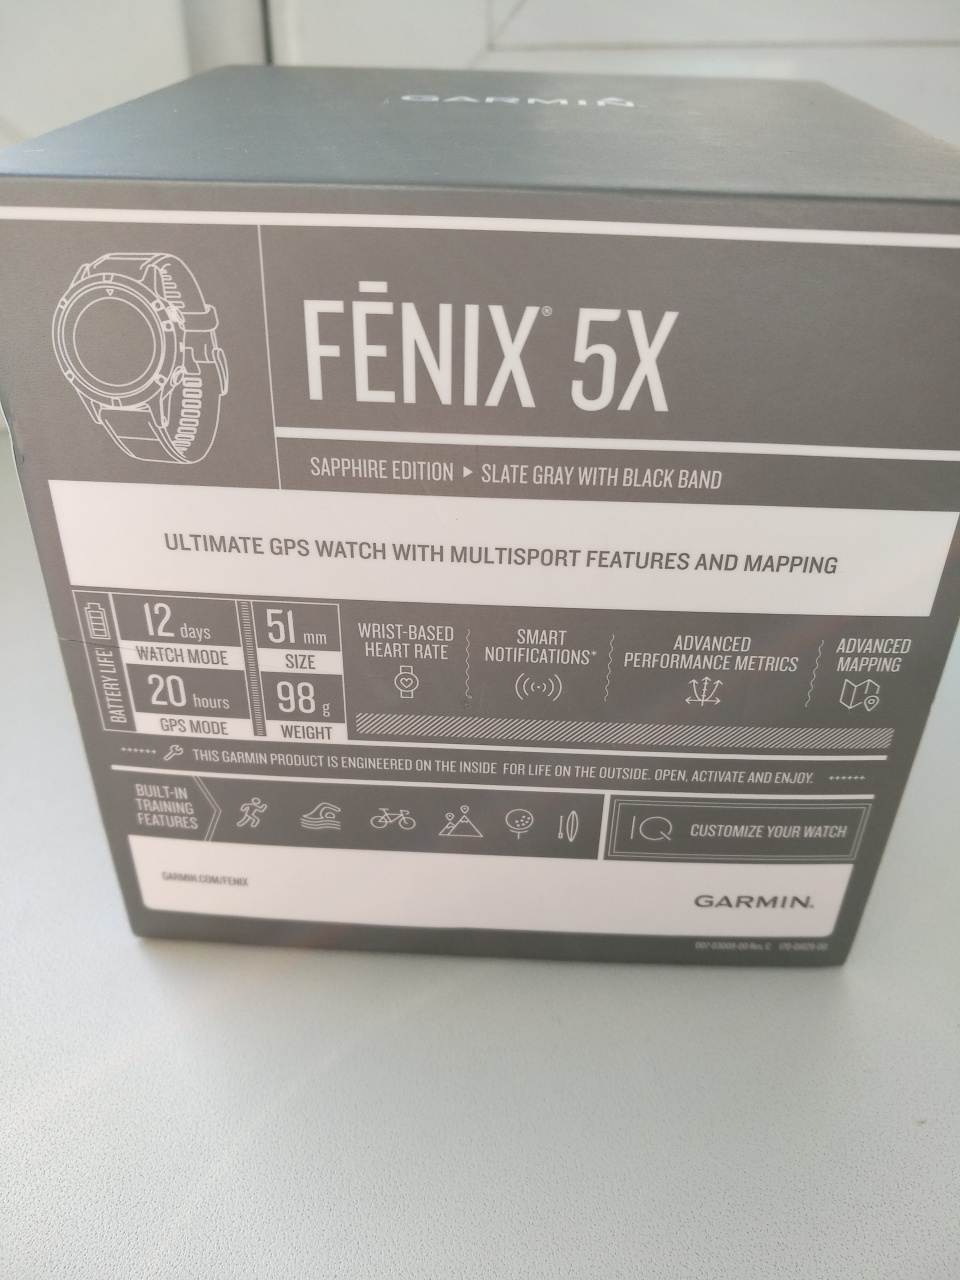 GARMIN
FĒNIX® 5X
SAPPHIRE EDITION ▸ SLATE GRAY WITH BLACK BAND
ULTIMATE GPS WATCH WITH MULTISPORT FEATURES AND MAPPING
BATTERY LIFE
12 days
WATCH MODE
20 hours
GPS MODE
51 mm
SIZE
98 g
WEIGHT
WRIST-BASED
HEART RATE
SMART
NOTIFICATIONS*
ADVANCED
PERFORMANCE METRICS
ADVANCED
MAPPING
THIS GARMIN PRODUCT IS ENGINEERED ON THE INSIDE FOR LIFE ON THE OUTSIDE. OPEN, ACTIVATE AND ENJOY.
BUILT-IN
TRAINING
FEATURES
IQ CUSTOMIZE YOUR WATCH
GARMIN.COM/FENIX
GARMIN.